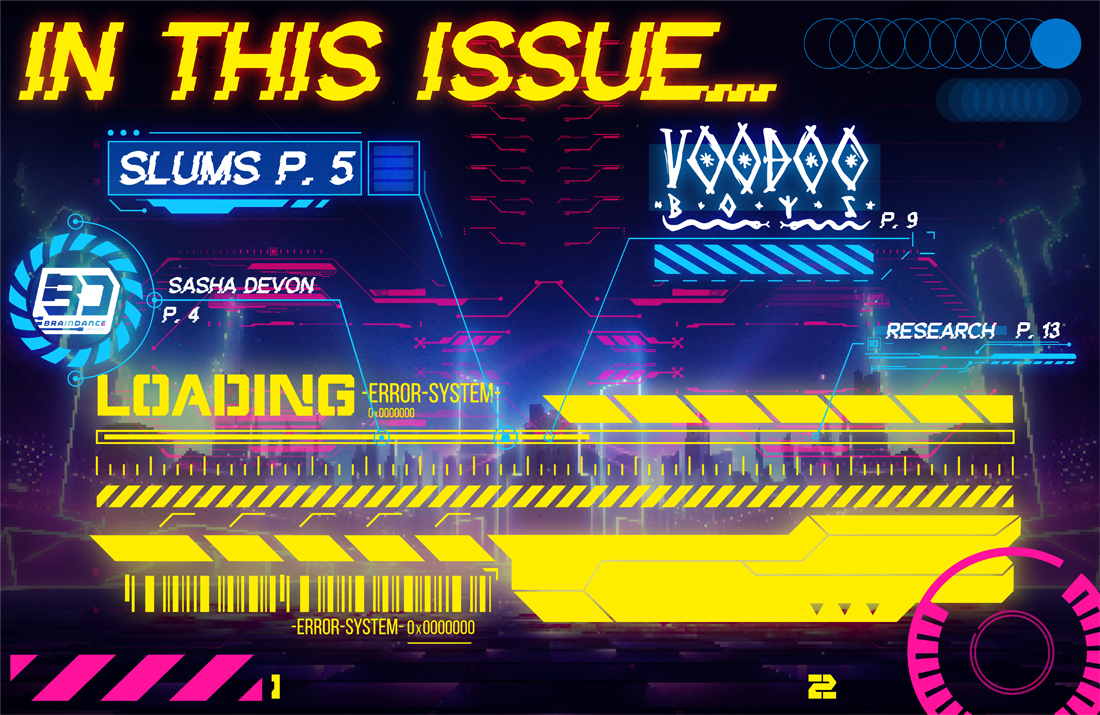 IN THIS ISSUE...
SLUMS P. 5
VOODOO
BOYS
P. 9
BD
BRAINDANCE
SASHA DEVON
P. 4
RESEARCH P. 13
LOADING -ERROR-SYSTEM-
0x0000000
-ERROR-SYSTEM- 0x0000000
1
2